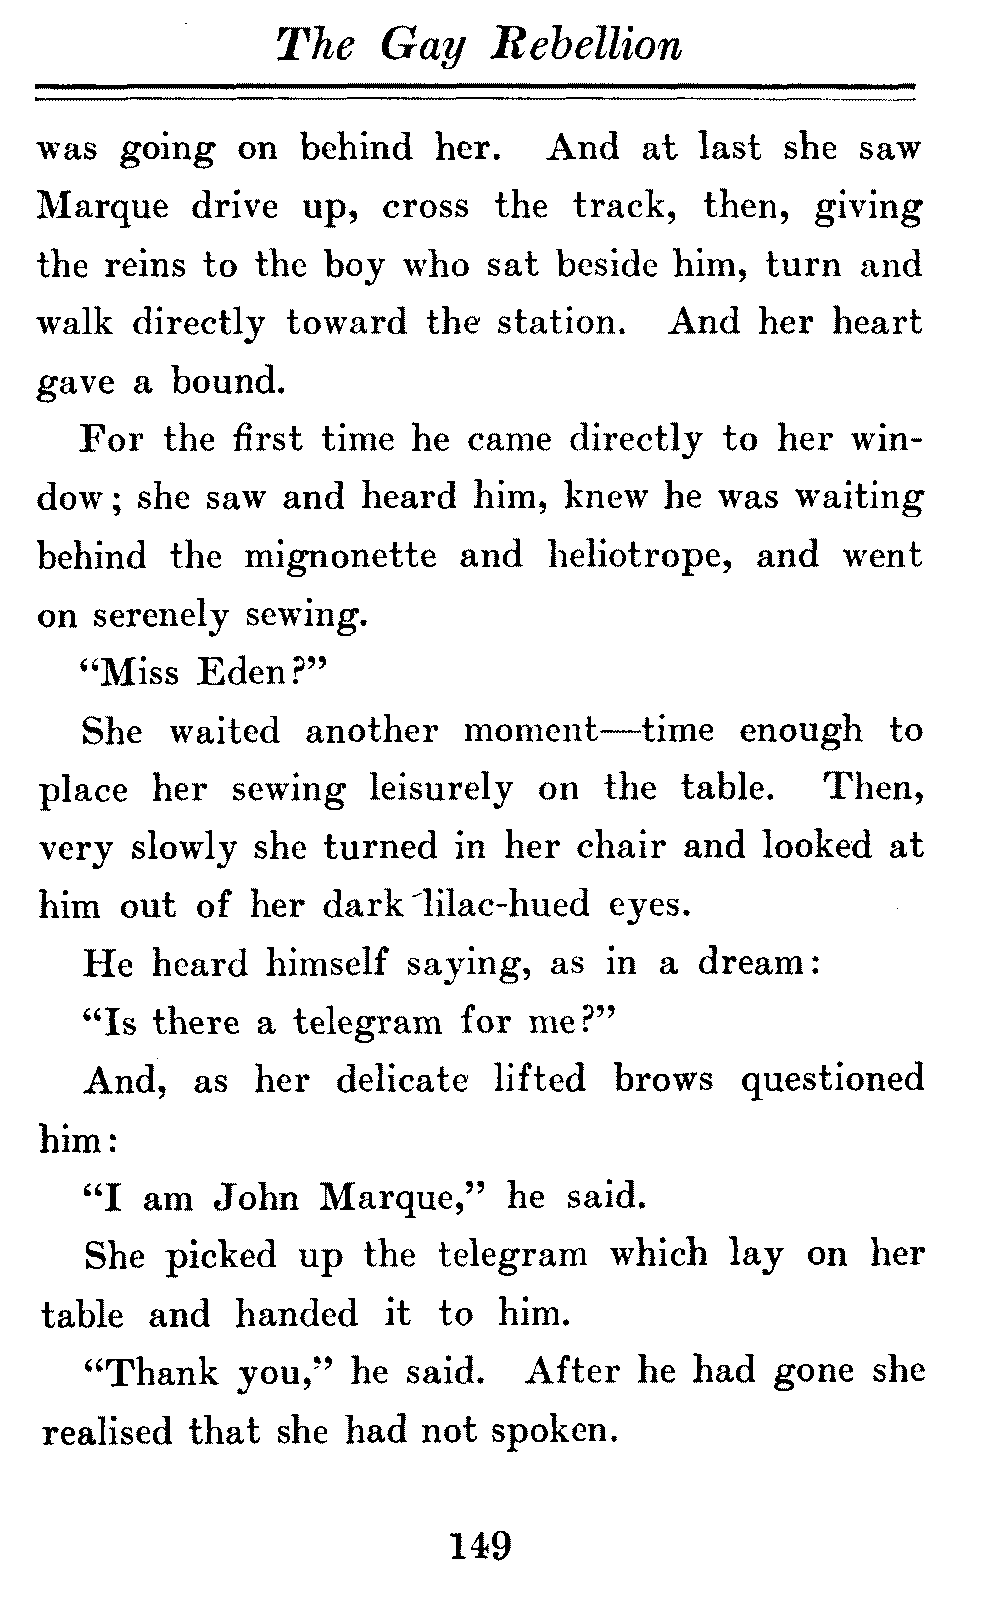 The Gay Rebellion
was going on behind her. And at last she saw
Marque drive up, cross the track, then, giving
the reins to the boy who sat beside him, turn and
walk directly toward the station. And her heart
gave a bound.
For the first time he came directly to her win-
dow; she saw and heard him, knew he was waiting
behind the mignonette and heliotrope, and went
on serenely sewing.
"Miss Eden?"
She waited another moment—time enough to
place her sewing leisurely on the table. Then,
very slowly she turned in her chair and looked at
him out of her dark lilac-hued eyes.
He heard himself saying, as in a dream:
"Is there a telegram for me?"
And, as her delicate lifted brows questioned
him:
"I am John Marque," he said.
She picked up the telegram which lay on her
table and handed it to him.
"Thank you," he said. After he had gone she
realised that she had not spoken.
149